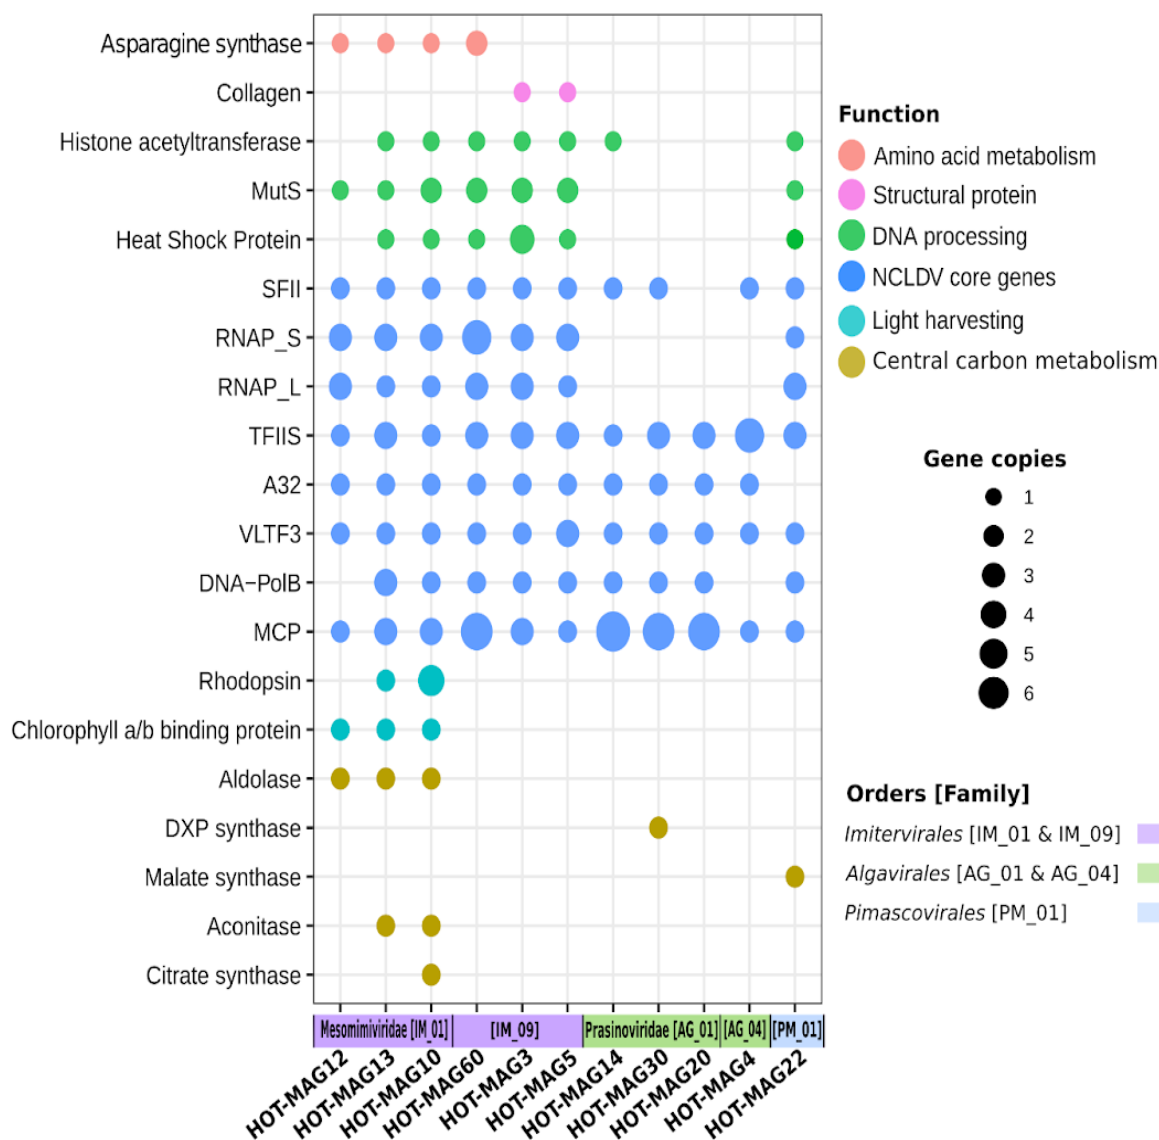 Asparagine synthase
Collagen
Histone acetyltransferase
MutS
Heat Shock Protein
SFII
RNAP_S
RNAP_L
TFIIS
A32
VLTF3
DNA−PolB
MCP
Rhodopsin
Chlorophyll a/b binding protein
Aldolase
DXP synthase
Malate synthase
Aconitase
Citrate synthase
Mesomimiviridae [IM_01] [IM_09] Prasinoviridae [AG_01] [AG_04] [PM_01]
HOT-MAG12
HOT-MAG13
HOT-MAG10
HOT-MAG60
HOT-MAG3
HOT-MAG5
HOT-MAG14
HOT-MAG30
HOT-MAG20
HOT-MAG4
HOT-MAG22
Function
Amino acid metabolism
Structural protein
DNA processing
NCLDV core genes
Light harvesting
Central carbon metabolism
Gene copies
1
2
3
4
5
6
Orders [Family]
Imitervirales [IM_01 & IM_09]
Algavirales [AG_01 & AG_04]
Pimascovirales [PM_01]